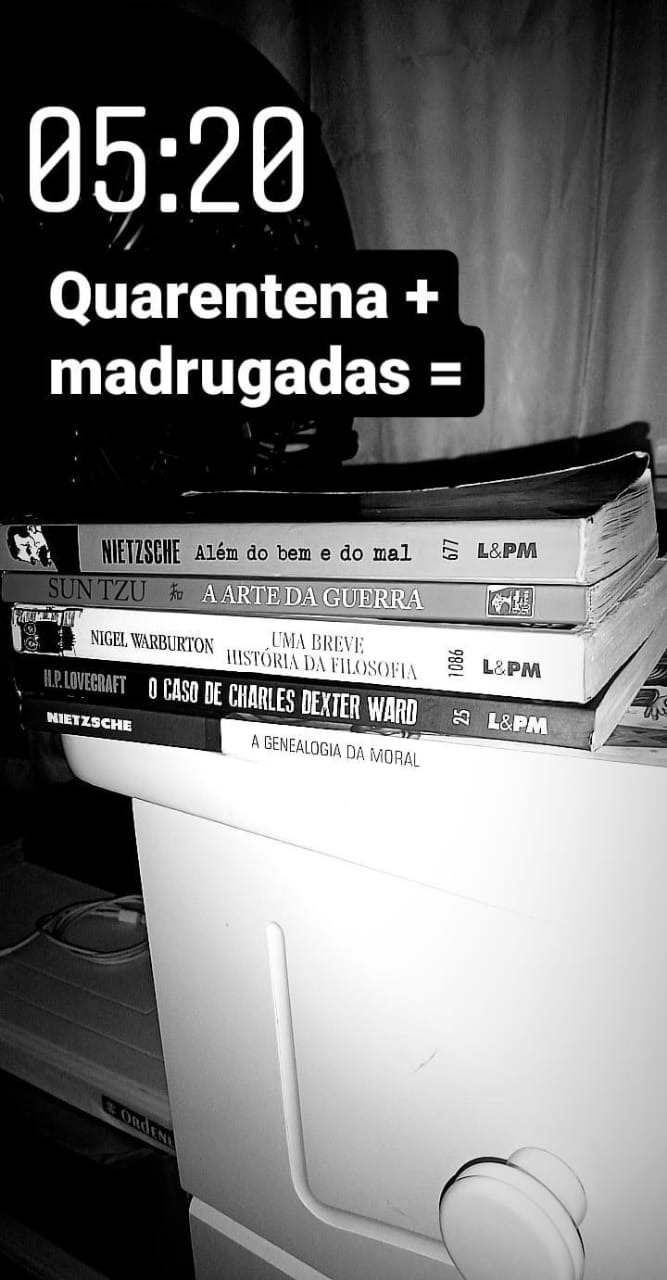 05:20
Quarentena +
madrugadas =
NIETZSCHE Além do bem e do mal 677 L&PM
SUN TZU A ARTE DA GUERRA
NIGEL WARBURTON UMA BREVE
HISTÓRIA DA FILOSOFIA 1086 L&PM
H.P. LOVECRAFT O CASO DE CHARLES DEXTER WARD 25 L&PM
NIETZSCHE A GENEALOGIA DA MORAL